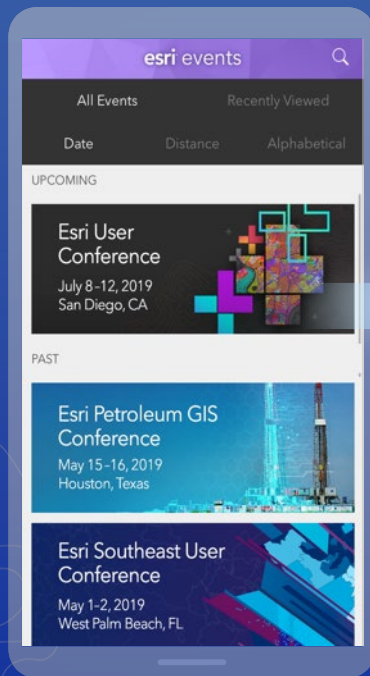 esri events
All Events Recently Viewed
Date Distance Alphabetical
UPCOMING
Esri User
Conference
July 8-12, 2019
San Diego, CA
PAST
Esri Petroleum GIS
Conference
May 15-16, 2019
Houston, Texas
Esri Southeast User
Conference
May 1-2, 2019
West Palm Beach, FL